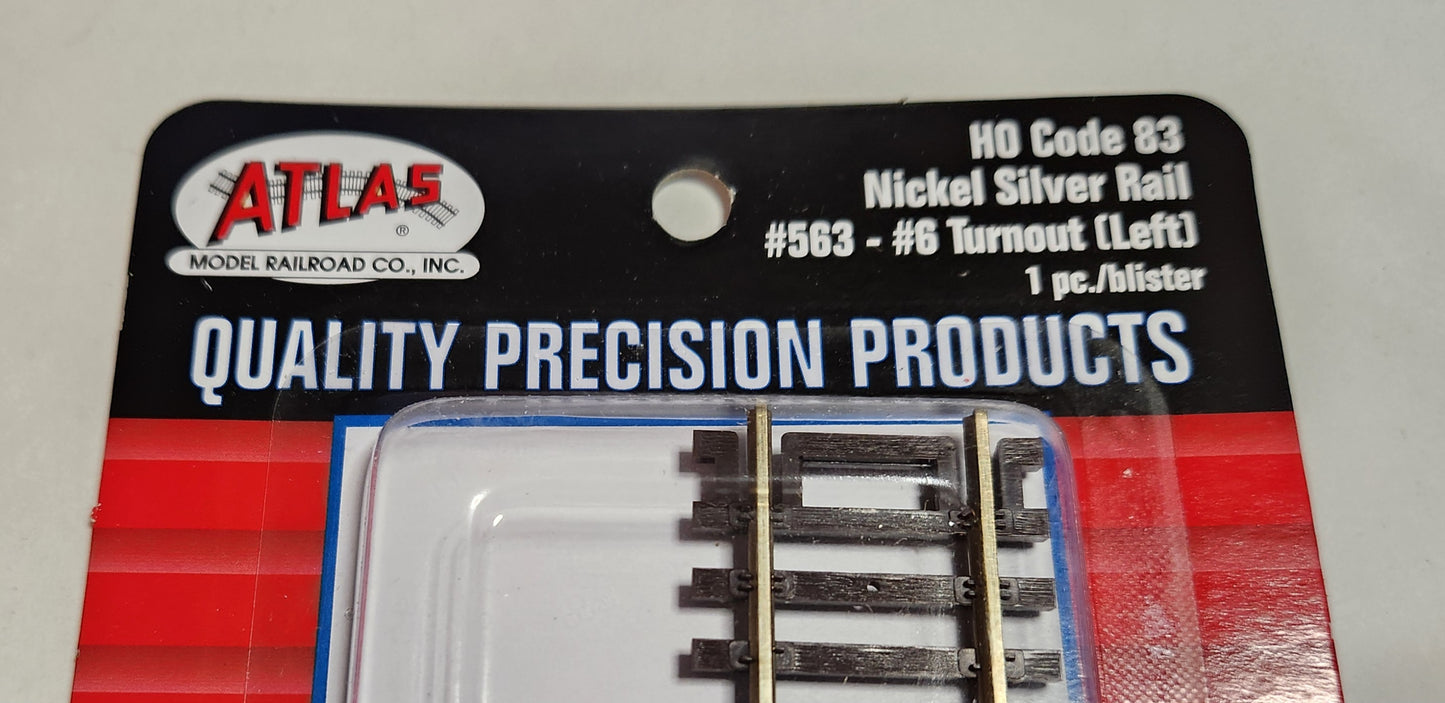 ATLAS
®
MODEL RAILROAD CO., INC.
HO Code 83
Nickel Silver Rail
#563 - #6 Turnout (Left)
1 pc./blister
QUALITY PRECISION PRODUCTS